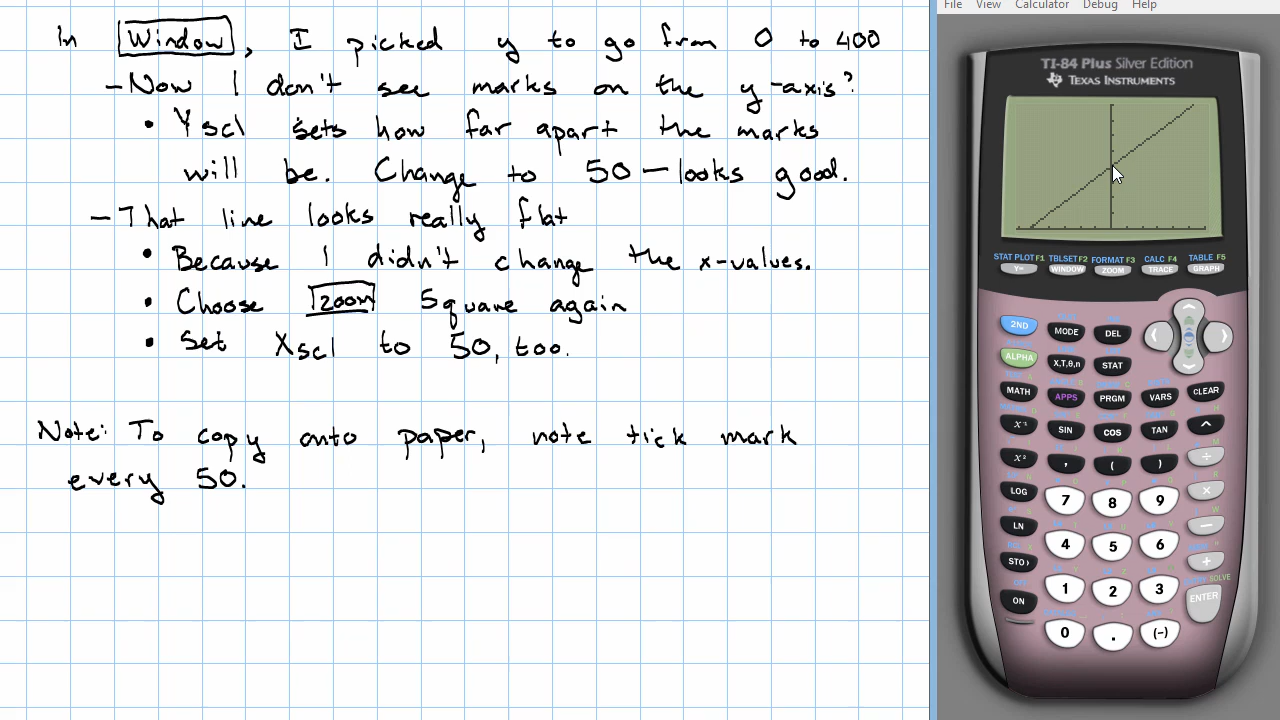 In Window, I picked y to go from 0 to 400
- Now I don't see marks on the y-axis?
• Yscl sets how far apart the marks
will be. Change to 50 - looks good.
- That line looks really flat
• Because I didn't change the x-values.
• Choose zoom Square again
• Set Xscl to 50, too.
Note: To copy onto paper, note tick mark
every 50.
File View Calculator Debug Help
TI-84 Plus Silver Edition
TEXAS INSTRUMENTS
STAT PLOT F1 TBLSET F2 FORMAT F3 CALC F4 TABLE F5
Y= WINDOW ZOOM TRACE GRAPH
2ND MODE DEL
ALPHA X,T,θ,n STAT
MATH APPS PRGM VARS CLEAR
x⁻¹ SIN COS TAN ^
x² , ( ) ÷
LOG 7 8 9 ×
LN 4 5 6 −
STO› 1 2 3 +
ON 0 . (-) ENTER